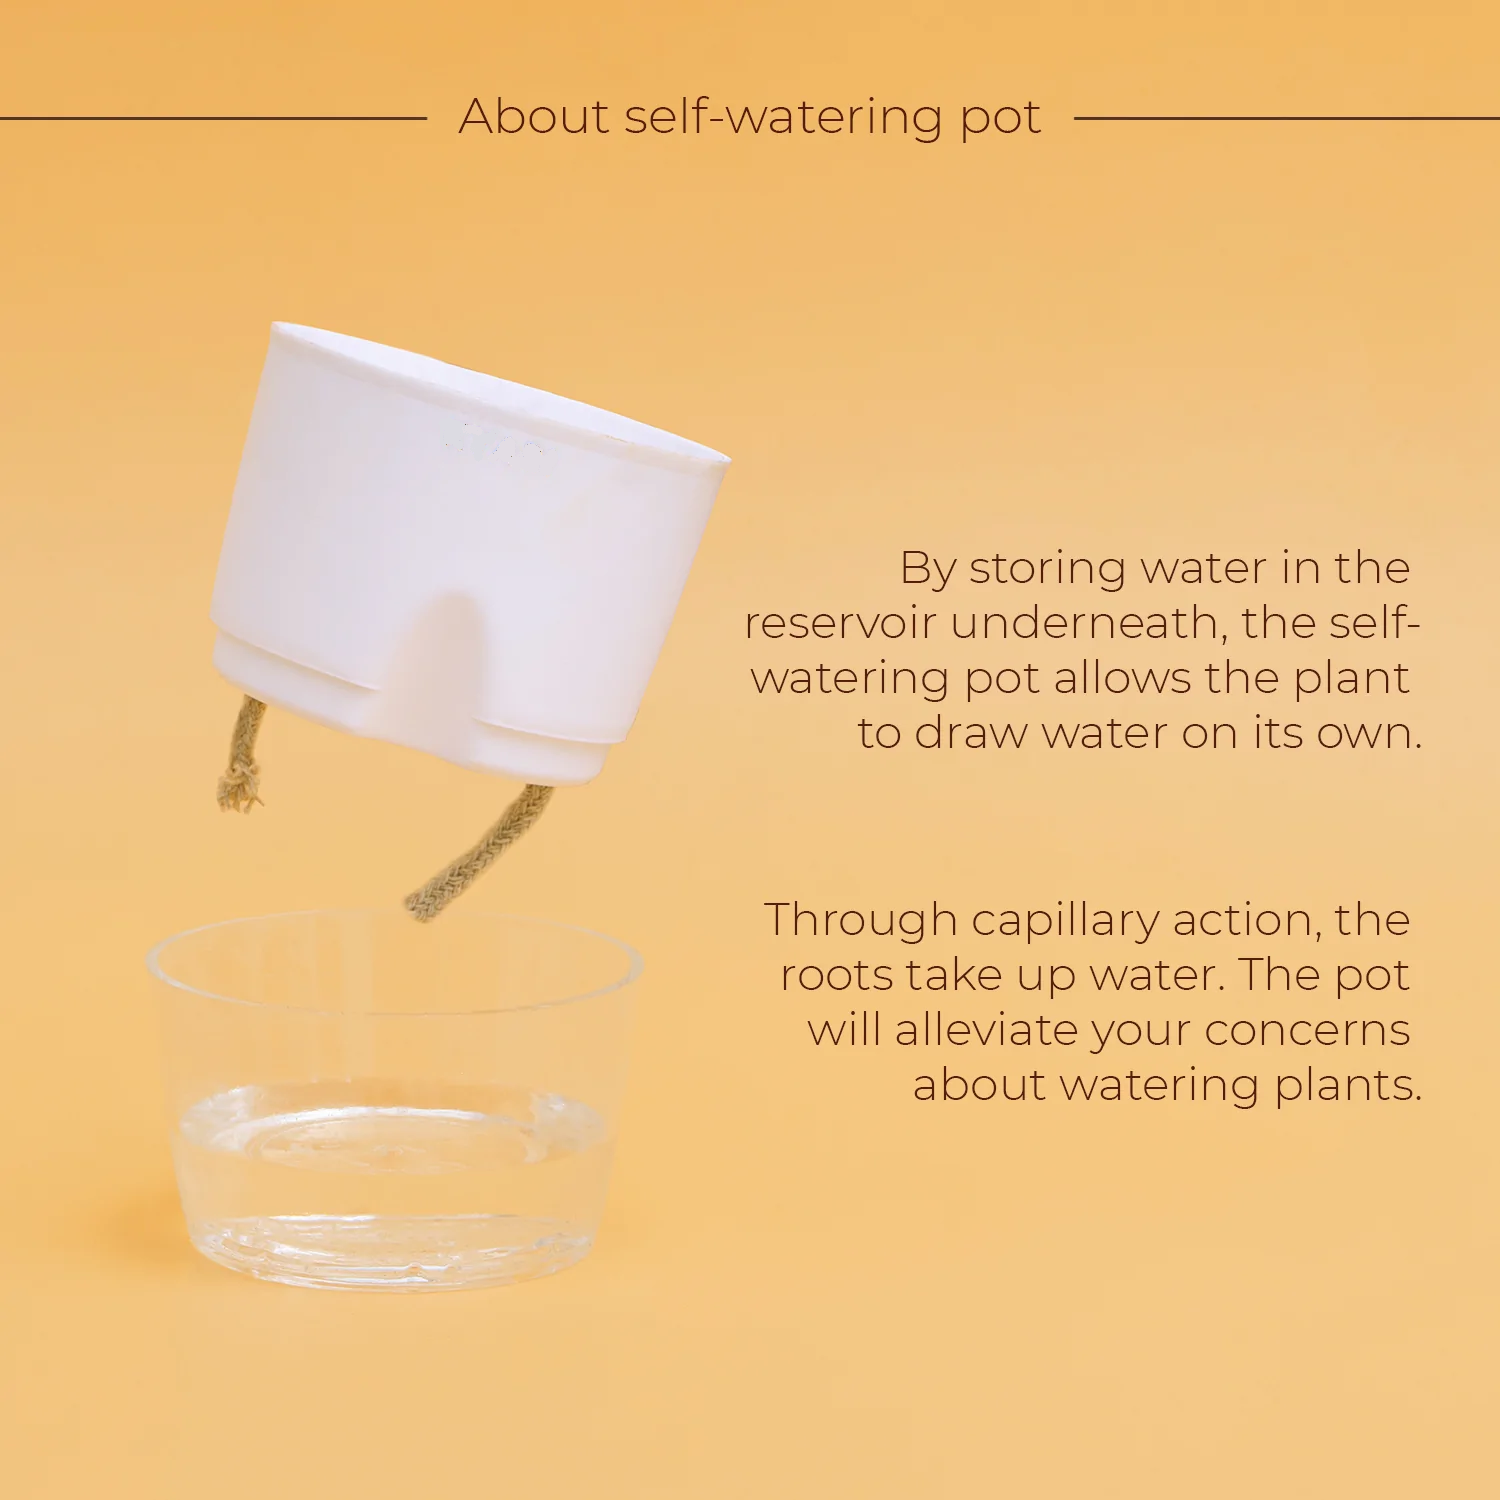 About self-watering pot
By storing water in the
reservoir underneath, the self-
watering pot allows the plant
to draw water on its own.
Through capillary action, the
roots take up water. The pot
will alleviate your concerns
about watering plants.